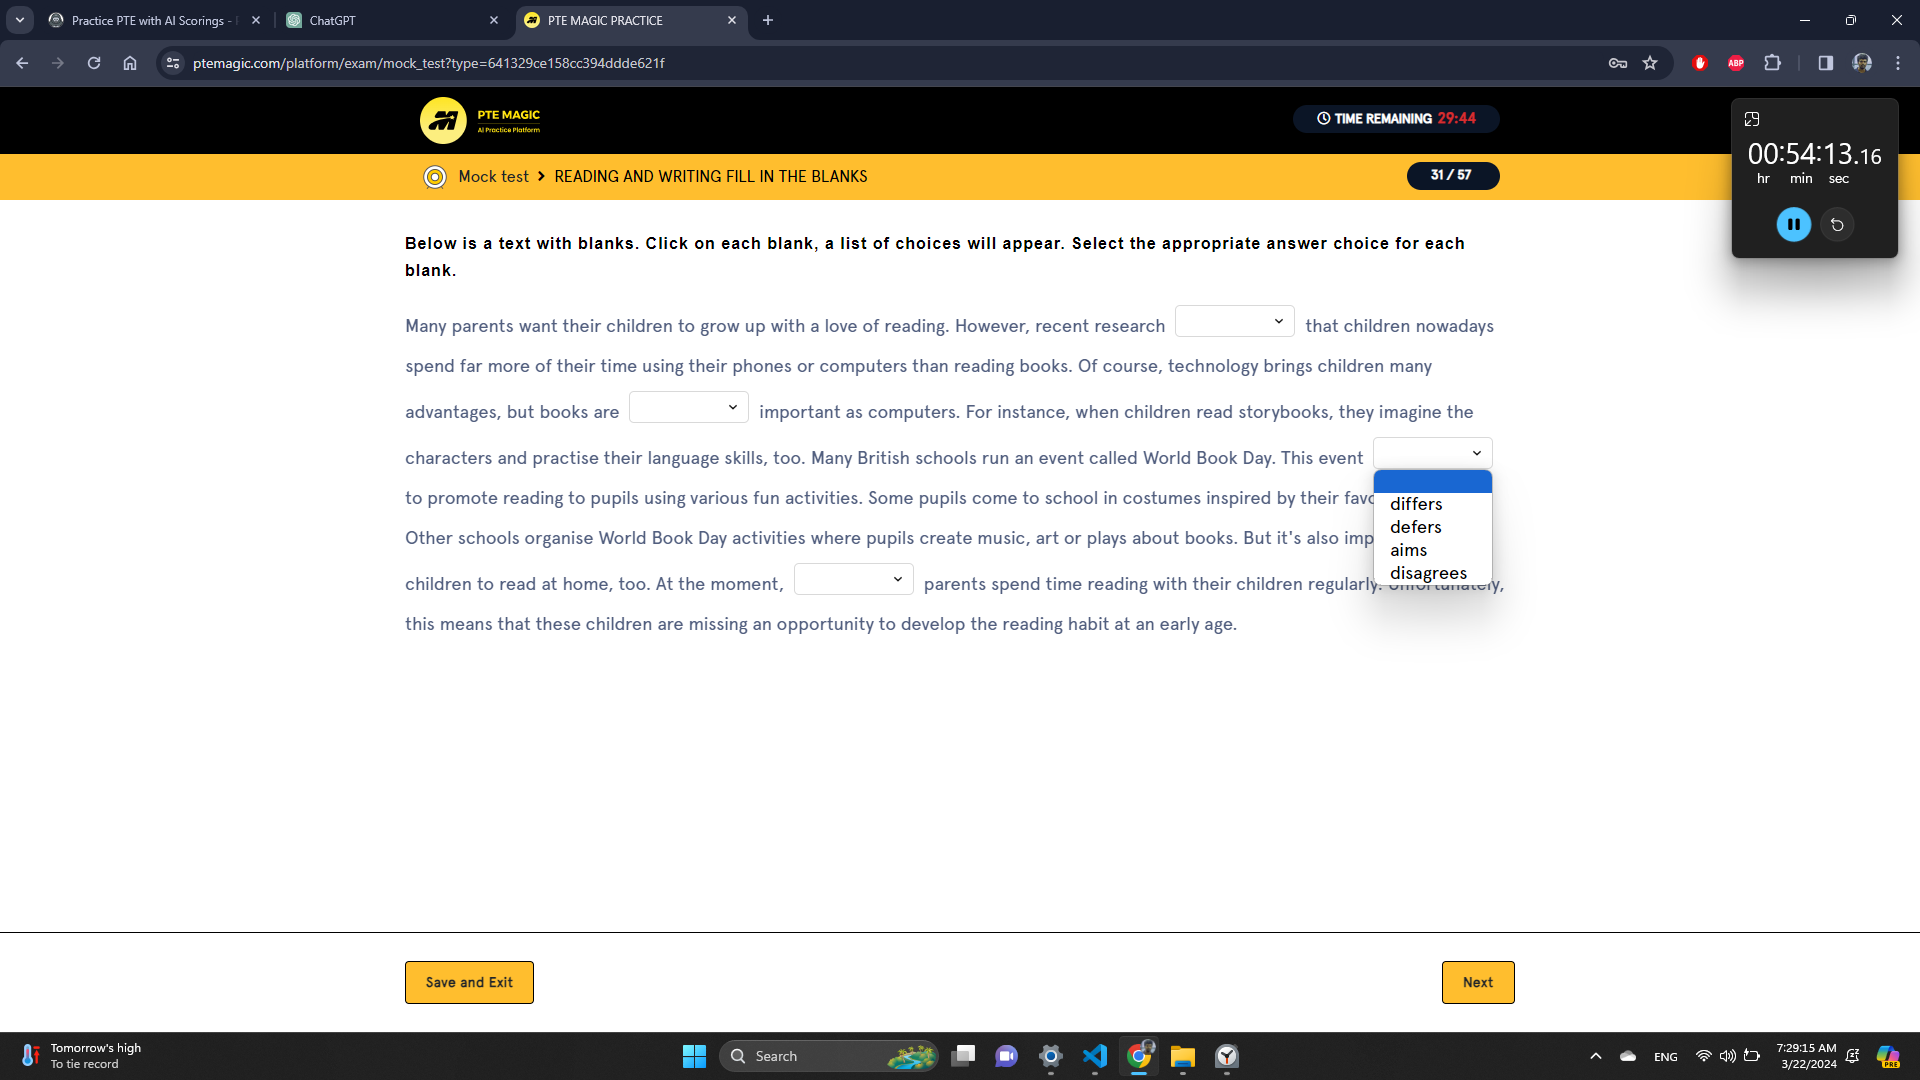 Practice PTE with AI Scorings -
ChatGPT
PTE MAGIC PRACTICE
ptemagic.com/platform/exam/mock_test?type=641329ce158cc394ddde621f
ABP
PTE MAGIC
AI Practice Platform
TIME REMAINING 29:44
00:54:13.16
hr min sec
Mock test > READING AND WRITING FILL IN THE BLANKS
31 / 57
Below is a text with blanks. Click on each blank, a list of choices will appear. Select the appropriate answer choice for each
blank.
Many parents want their children to grow up with a love of reading. However, recent research that children nowadays
spend far more of their time using their phones or computers than reading books. Of course, technology brings children many
advantages, but books are important as computers. For instance, when children read storybooks, they imagine the
characters and practise their language skills, too. Many British schools run an event called World Book Day. This event
to promote reading to pupils using various fun activities. Some pupils come to school in costumes inspired by their
differs
defers
aims
disagrees
Other schools organise World Book Day activities where pupils create music, art or plays about books. But it's also
children to read at home, too. At the moment, parents spend time reading with their children regularly. Unfortunately,
this means that these children are missing an opportunity to develop the reading habit at an early age.
Save and Exit
Next
Tomorrow's high
To tie record
Search
ENG
7:29:15 AM
3/22/2024
PRE